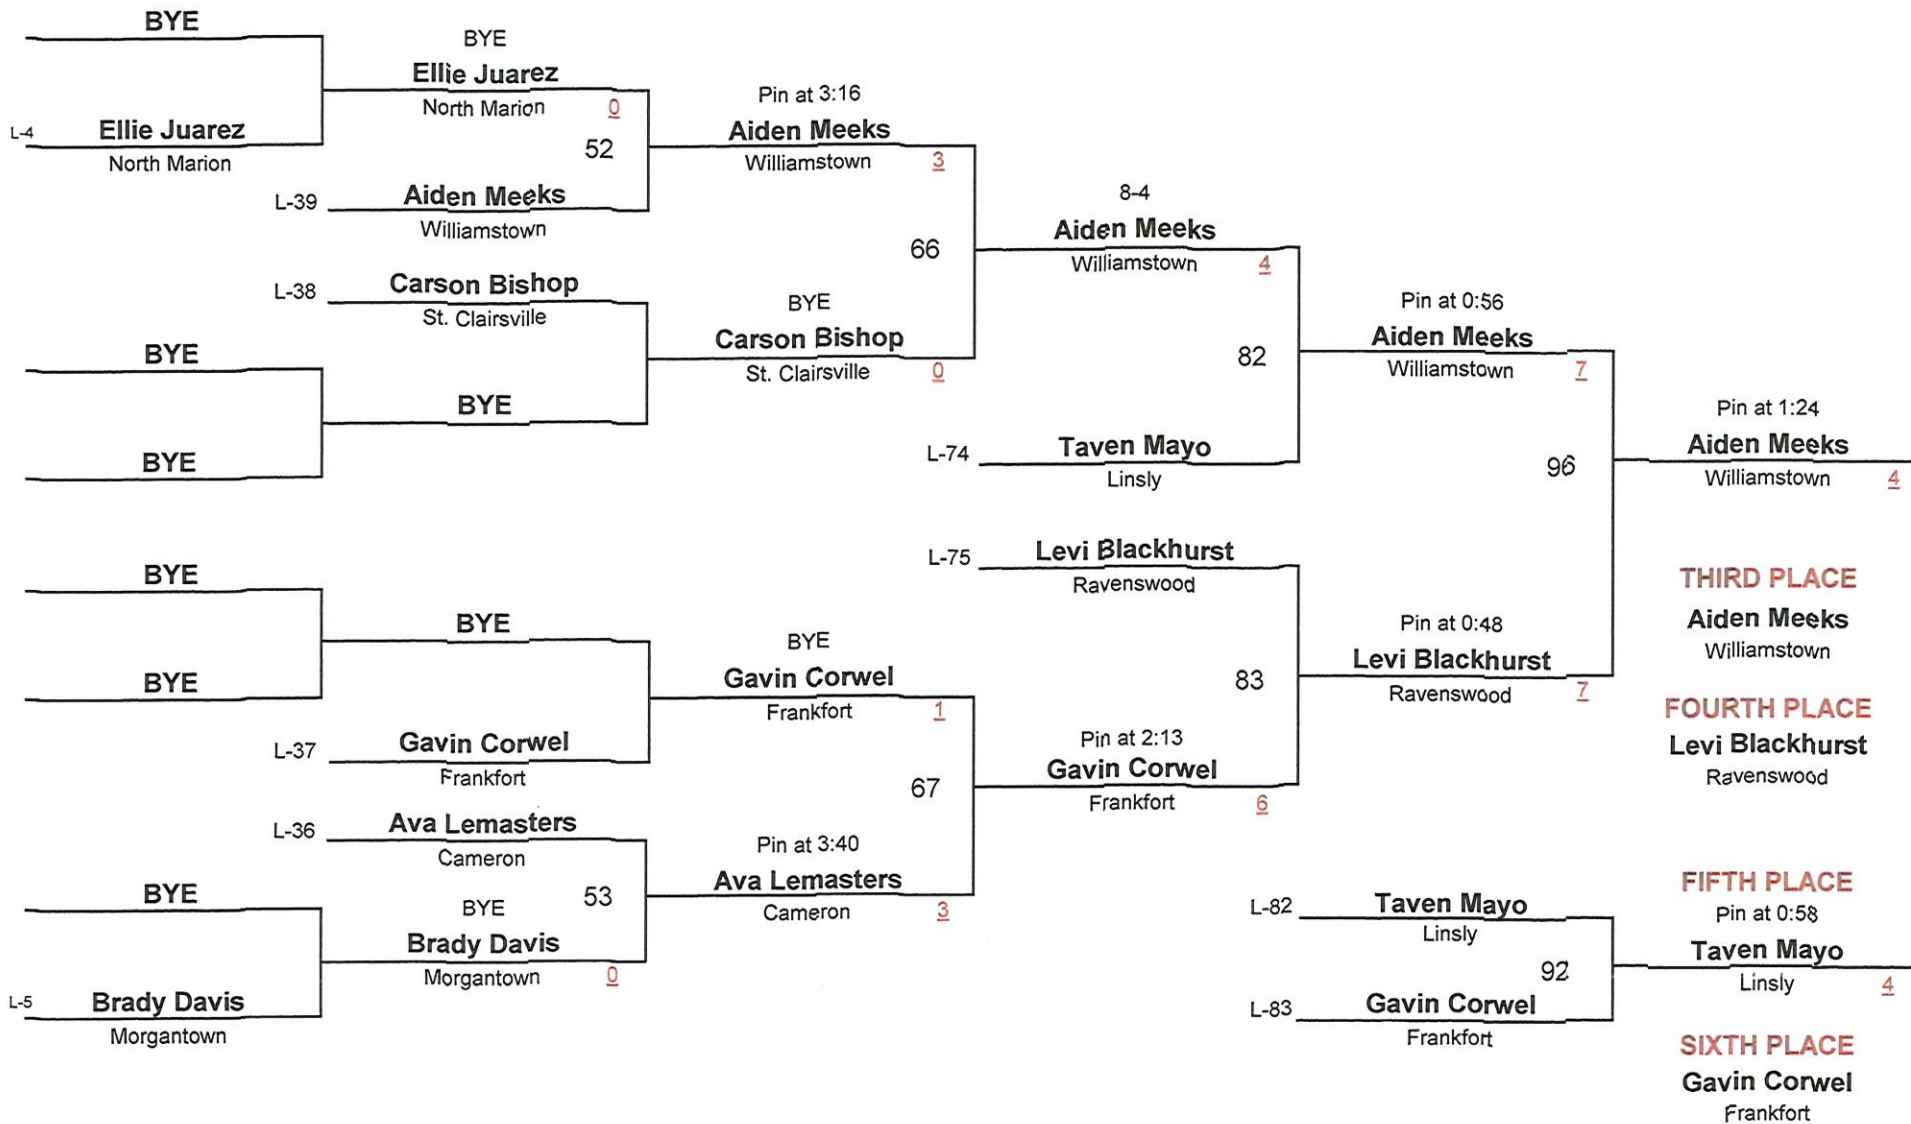 BYE
L-4 Ellie Juarez
North Marion
BYE
Ellie Juarez
North Marion 0
52
L-39 Aiden Meeks
Williamstown
Pin at 3:16
Aiden Meeks
Williamstown 3
L-38 Carson Bishop
St. Clairsville
BYE
BYE
BYE
BYE
Carson Bishop
St. Clairsville 0
66
8-4
Aiden Meeks
Williamstown 4
82
L-74 Taven Mayo
Linsly
Pin at 0:56
Aiden Meeks
Williamstown 7
96
Pin at 1:24
Aiden Meeks
Williamstown 4
BYE
BYE
BYE
L-37 Gavin Corwel
Frankfort
BYE
Gavin Corwel
Frankfort 1
67
L-36 Ava Lemasters
Cameron
53
BYE
L-5 Brady Davis
Morgantown
BYE
Brady Davis
Morgantown 0
Pin at 3:40
Ava Lemasters
Cameron 3
L-75 Levi Blackhurst
Ravenswood
83
Pin at 2:13
Gavin Corwel
Frankfort 6
Pin at 0:48
Levi Blackhurst
Ravenswood 7
THIRD PLACE
Aiden Meeks
Williamstown
FOURTH PLACE
Levi Blackhurst
Ravenswood
L-82 Taven Mayo
Linsly
92
L-83 Gavin Corwel
Frankfort
FIFTH PLACE
Pin at 0:58
Taven Mayo
Linsly 4
SIXTH PLACE
Gavin Corwel
Frankfort